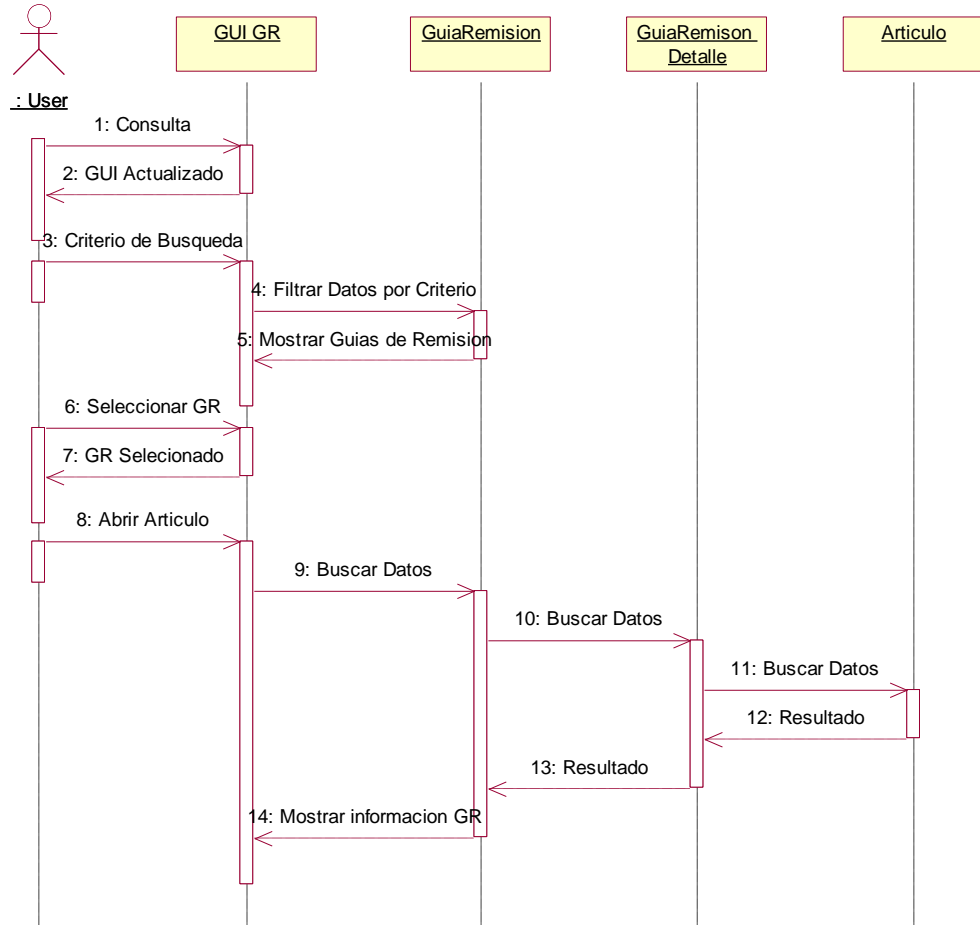 GUI GR
GuiaRemision
GuiaRemison
Detalle
Articulo
: User
1: Consulta
2: GUI Actualizado
3: Criterio de Busqueda
4: Filtrar Datos por Criterio
5: Mostrar Guias de Remision
6: Seleccionar GR
7: GR Selecionado
8: Abrir Articulo
9: Buscar Datos
10: Buscar Datos
11: Buscar Datos
12: Resultado
13: Resultado
14: Mostrar informacion GR